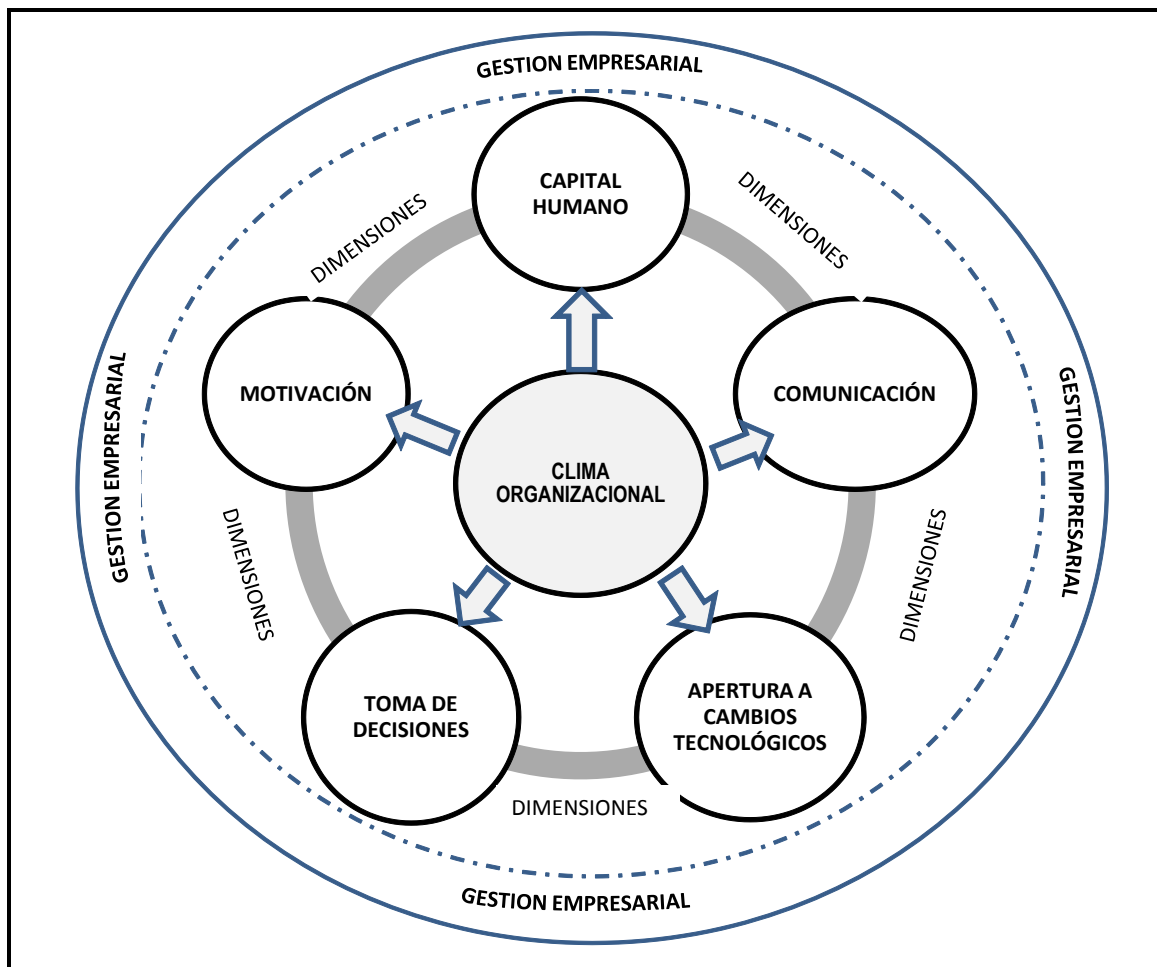 GESTION EMPRESARIAL
CAPITAL
HUMANO
DIMENSIONES
DIMENSIONES
MOTIVACIÓN
COMUNICACIÓN
GESTION EMPRESARIAL
GESTION EMPRESARIAL
CLIMA
ORGANIZACIONAL
DIMENSIONES
DIMENSIONES
TOMA DE
DECISIONES
APERTURA A
CAMBIOS
TECNOLÓGICOS
DIMENSIONES
GESTION EMPRESARIAL